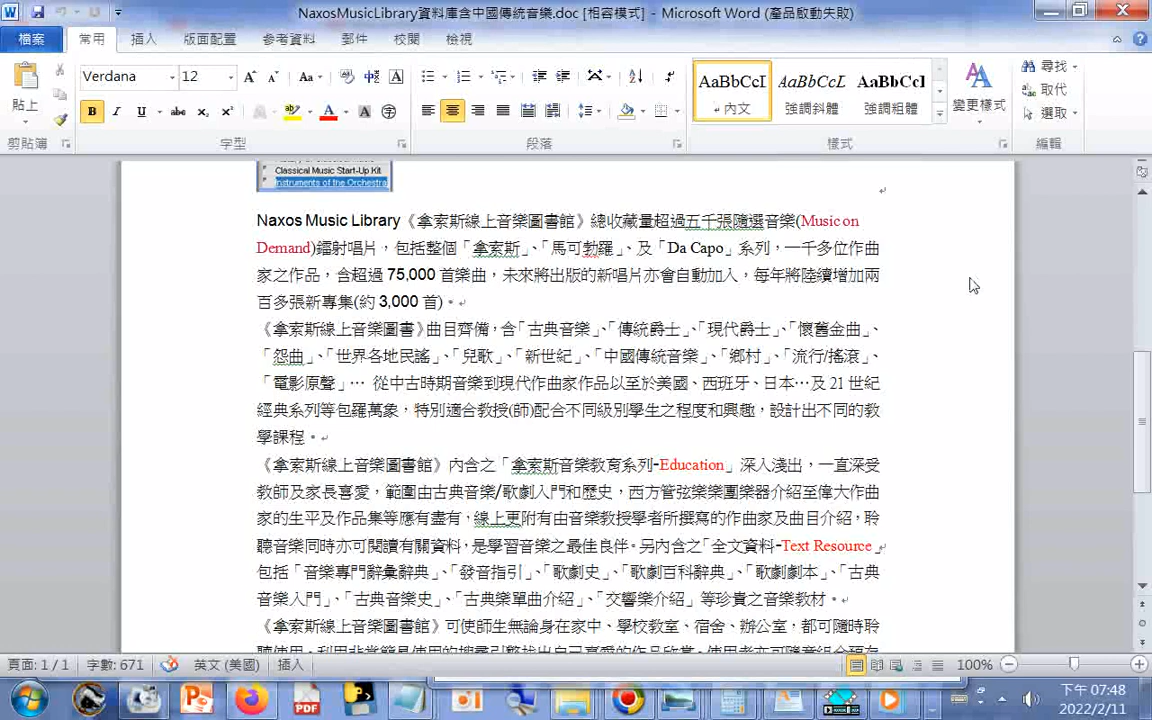 NaxosMusicLibrary資料庫含中國傳統音樂.doc [相容模式] - Microsoft Word (產品啟動失敗)
檔案 常用 插入 版面配置 參考資料 郵件 校閱 檢視
Verdana 12
AaBbCcI AaBbCcL AaBbCcl
貼上 內文 強調斜體 強調粗體 變更樣式 尋找 取代 選取
剪貼簿 字型 段落 樣式 編輯
Classical Music Start-Up Kit
Instruments of the Orchestra
Naxos Music Library《拿索斯線上音樂圖書館》總收藏量超過五千張隨選音樂(Music on
Demand)鐳射唱片，包括整個「拿索斯」、「馬可勃羅」、及「Da Capo」系列，一千多位作曲
家之作品，含超過 75,000 首樂曲，未來將出版的新唱片亦會自動加入，每年將陸續增加兩
百多張新專集(約 3,000 首)。
《拿索斯線上音樂圖書》曲目齊備，含「古典音樂」、「傳統爵士」、「現代爵士」、「懷舊金曲」、
「怨曲」、「世界各地民謠」、「兒歌」、「新世紀」、「中國傳統音樂」、「鄉村」、「流行/搖滾」、
「電影原聲」… 從中古時期音樂到現代作曲家作品以至於美國、西班牙、日本…及 21 世紀
經典系列等包羅萬象，特別適合教授(師)配合不同級別學生之程度和興趣，設計出不同的教
學課程。
《拿索斯線上音樂圖書館》內含之「拿索斯音樂教育系列-Education」深入淺出，一直深受
教師及家長喜愛，範圍由古典音樂/歌劇入門和歷史，西方管弦樂樂團樂器介紹至偉大作曲
家的生平及作品集等應有盡有，線上更附有由音樂教授學者所撰寫的作曲家及曲目介紹，聆
聽音樂同時亦可閱讀有關資料，是學習音樂之最佳良伴。另內含之「全文資料-Text Resource」
包括「音樂專門辭彙辭典」、「發音指引」、「歌劇史」、「歌劇百科辭典」、「歌劇劇本」、「古典
音樂入門」、「古典音樂史」、「古典樂單曲介紹」、「交響樂介紹」等珍貴之音樂教材。
《拿索斯線上音樂圖書館》可使師生無論身在家中、學校教室、宿舍、辦公室，都可隨時聆
頁面: 1 / 1 字數: 671 英文 (美國) 插入 100%
下午 07:48
2022/2/11